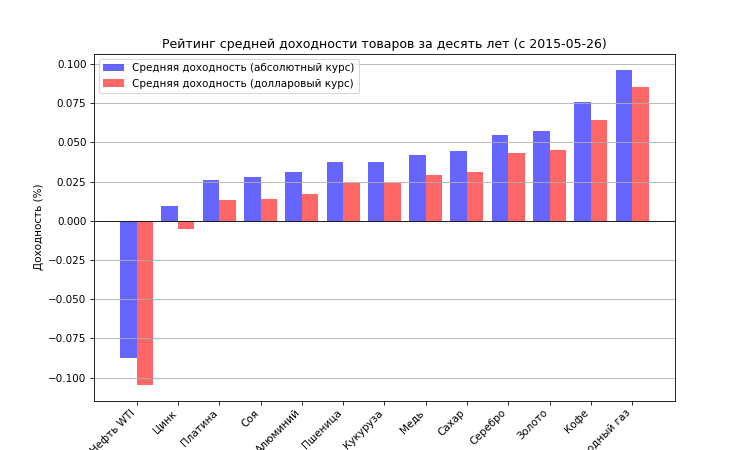 Рейтинг средней доходности товаров за десять лет (с 2015-05-26)
Средняя доходность (абсолютный курс)
Средняя доходность (долларовый курс)
Доходность (%)
0.100
0.075
0.050
0.025
0.000
−0.025
−0.050
−0.075
−0.100
Нефть WTI
Цинк
Платина
Соя
Алюминий
Пшеница
Кукуруза
Медь
Сахар
Серебро
Золото
Кофе
одный газ